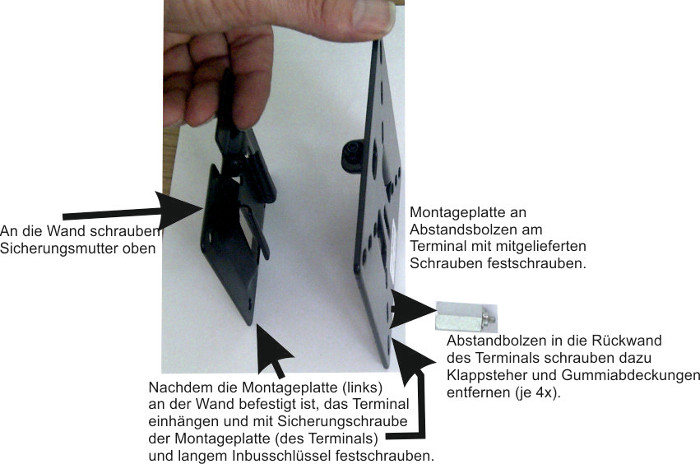 An die Wand schrauben
Sicherungsmutter oben
Montageplatte an
Abstandsbolzen am
Terminal mit mitgelieferten
Schrauben festschrauben.
Abstandbolzen in die Rückwand
des Terminals schrauben dazu
Klappsteher und Gummiabdeckungen
entfernen (je 4x).
Nachdem die Montageplatte (links)
an der Wand befestigt ist, das Terminal
einhängen und mit Sicherungschraube
der Montageplatte (des Terminals)
und langem Inbusschlüssel festschrauben.